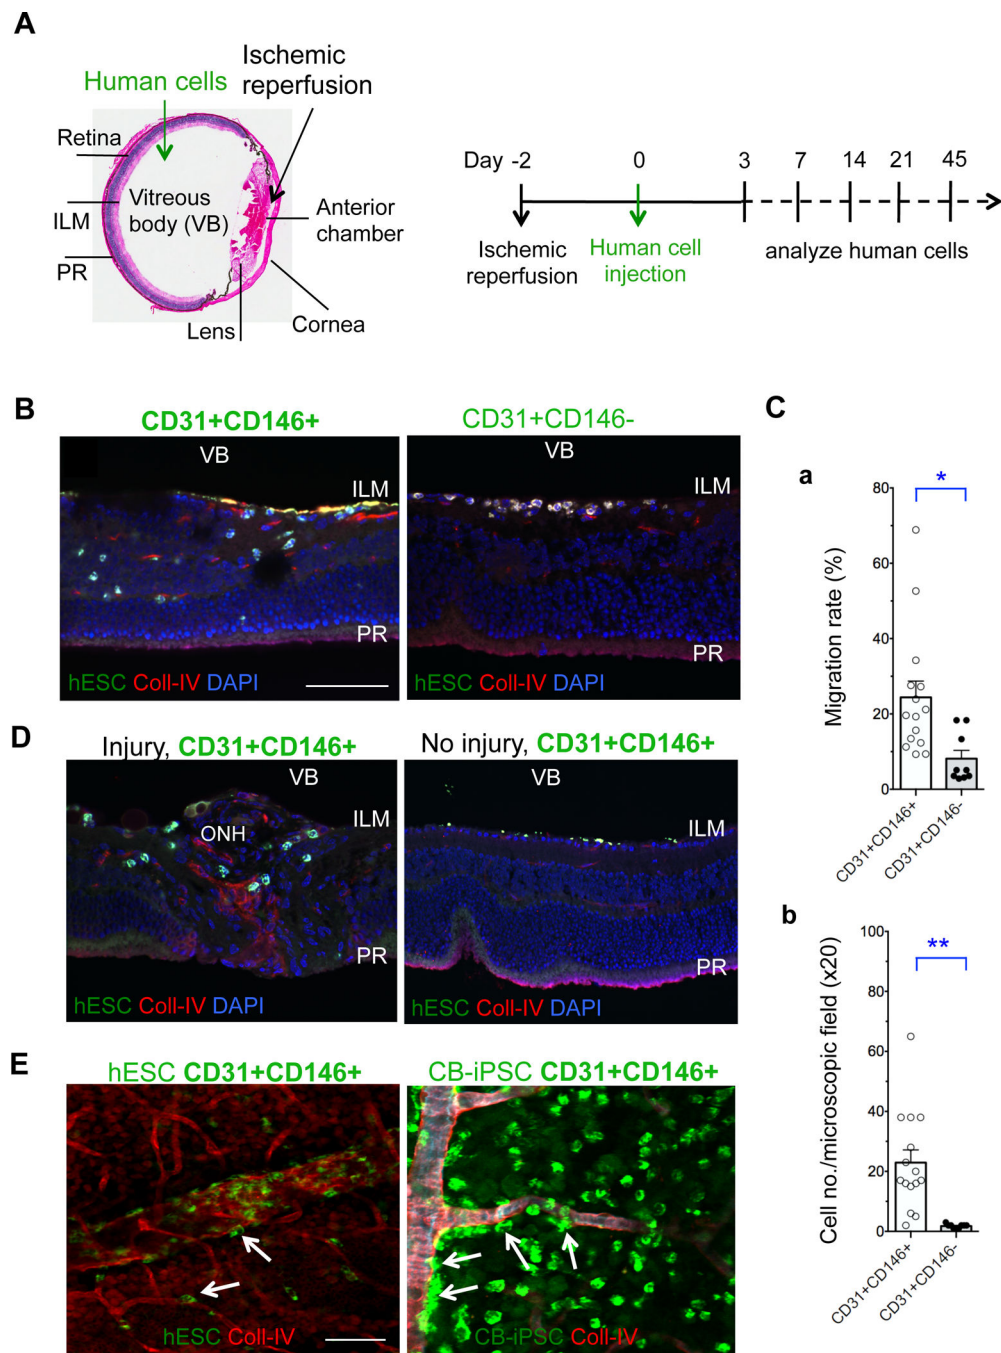 A
Human cells
Ischemic
reperfusion
Retina
ILM
PR
Vitreous
body (VB)
Anterior
chamber
Lens
Cornea
Day -2 0 3 7 14 21 45
Ischemic
reperfusion
Human cell
injection
analyze human cells
B
CD31+CD146+
VB
ILM
PR
hESC Coll-IV DAPI
CD31+CD146-
VB
ILM
PR
hESC Coll-IV DAPI
C
a
*
80
60
40
20
0
Migration rate (%)
CD31+CD146+
CD31+CD146-
b
**
100
80
60
40
20
0
Cell no./microscopic field (x20)
CD31+CD146+
CD31+CD146-
D
Injury, CD31+CD146+
VB
ONH
ILM
PR
hESC Coll-IV DAPI
No injury, CD31+CD146+
VB
ILM
PR
hESC Coll-IV DAPI
E
hESC CD31+CD146+
hESC Coll-IV
CB-iPSC CD31+CD146+
CB-iPSC Coll-IV